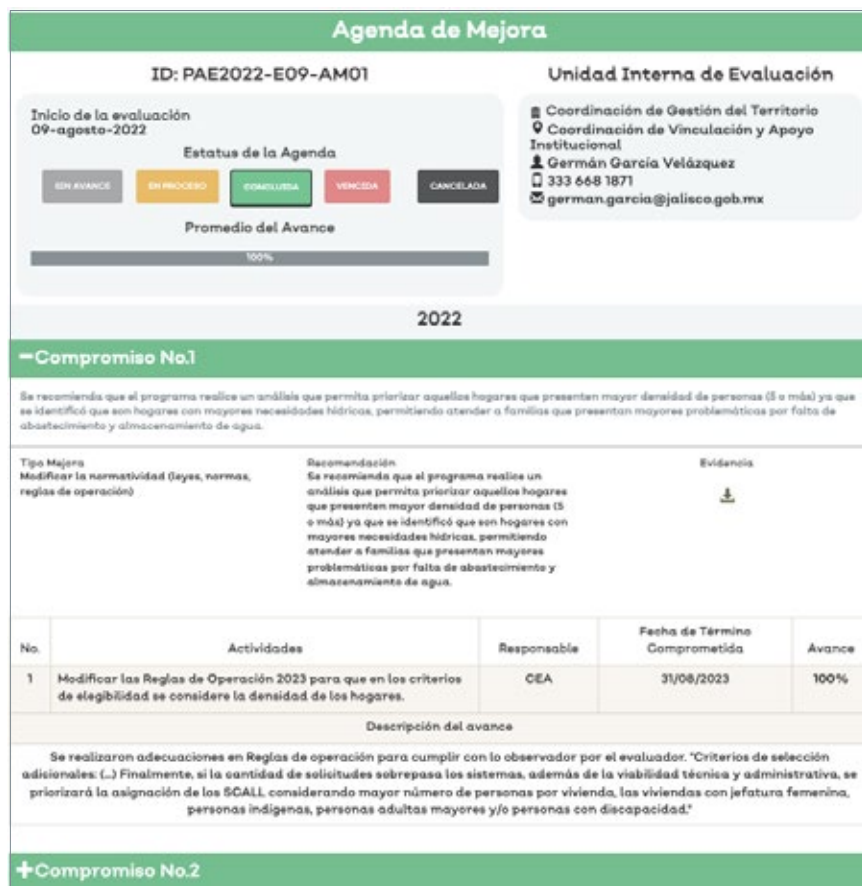 Agenda de Mejora
ID: PAE2022-E09-AM01
Inicio de la evaluación
09-agosto-2022
Estatus de la Agenda
SIN AVANCE
EN PROCESO
CONCLUIDA
VENCIDA
CANCELADA
Promedio del Avance
100%
Unidad Interna de Evaluación
Coordinación de Gestión del Territorio
Coordinación de Vinculación y Apoyo
Institucional
Germán García Velázquez
333 668 1871
german.garcia@jalisco.gob.mx
2022
−Compromiso No.1
Se recomienda que el programa realice un análisis que permita priorizar aquellos hogares que presenten mayor densidad de personas (5 o más) ya que
se identificó que son hogares con mayores necesidades hídricas, permitiendo atender a familias que presentan mayores problemáticas por falta de
abastecimiento y almacenamiento de agua.
Tipo Mejora
Modificar la normatividad (leyes, normas,
reglas de operación)
Recomendación
Se recomienda que el programa realice un
análisis que permita priorizar aquellos hogares
que presenten mayor densidad de personas (5
o más) ya que se identificó que son hogares con
mayores necesidades hídricas, permitiendo
atender a familias que presentan mayores
problemáticas por falta de abastecimiento y
almacenamiento de agua.
Evidencia
No. Actividades Responsable Fecha de Término Comprometida Avance
1 Modificar las Reglas de Operación 2023 para que en los criterios
de elegibilidad se considere la densidad de los hogares.
CEA 31/08/2023 100%
Descripción del avance
Se realizaron adecuaciones en Reglas de operación para cumplir con lo observador por el evaluador. "Criterios de selección
adicionales: (...) Finalmente, si la cantidad de solicitudes sobrepasa los sistemas, además de la viabilidad técnica y administrativa, se
priorizará la asignación de los SCALL considerando mayor número de personas por vivienda, las viviendas con jefatura femenina,
personas indígenas, personas adultas mayores y/o personas con discapacidad."
+Compromiso No.2